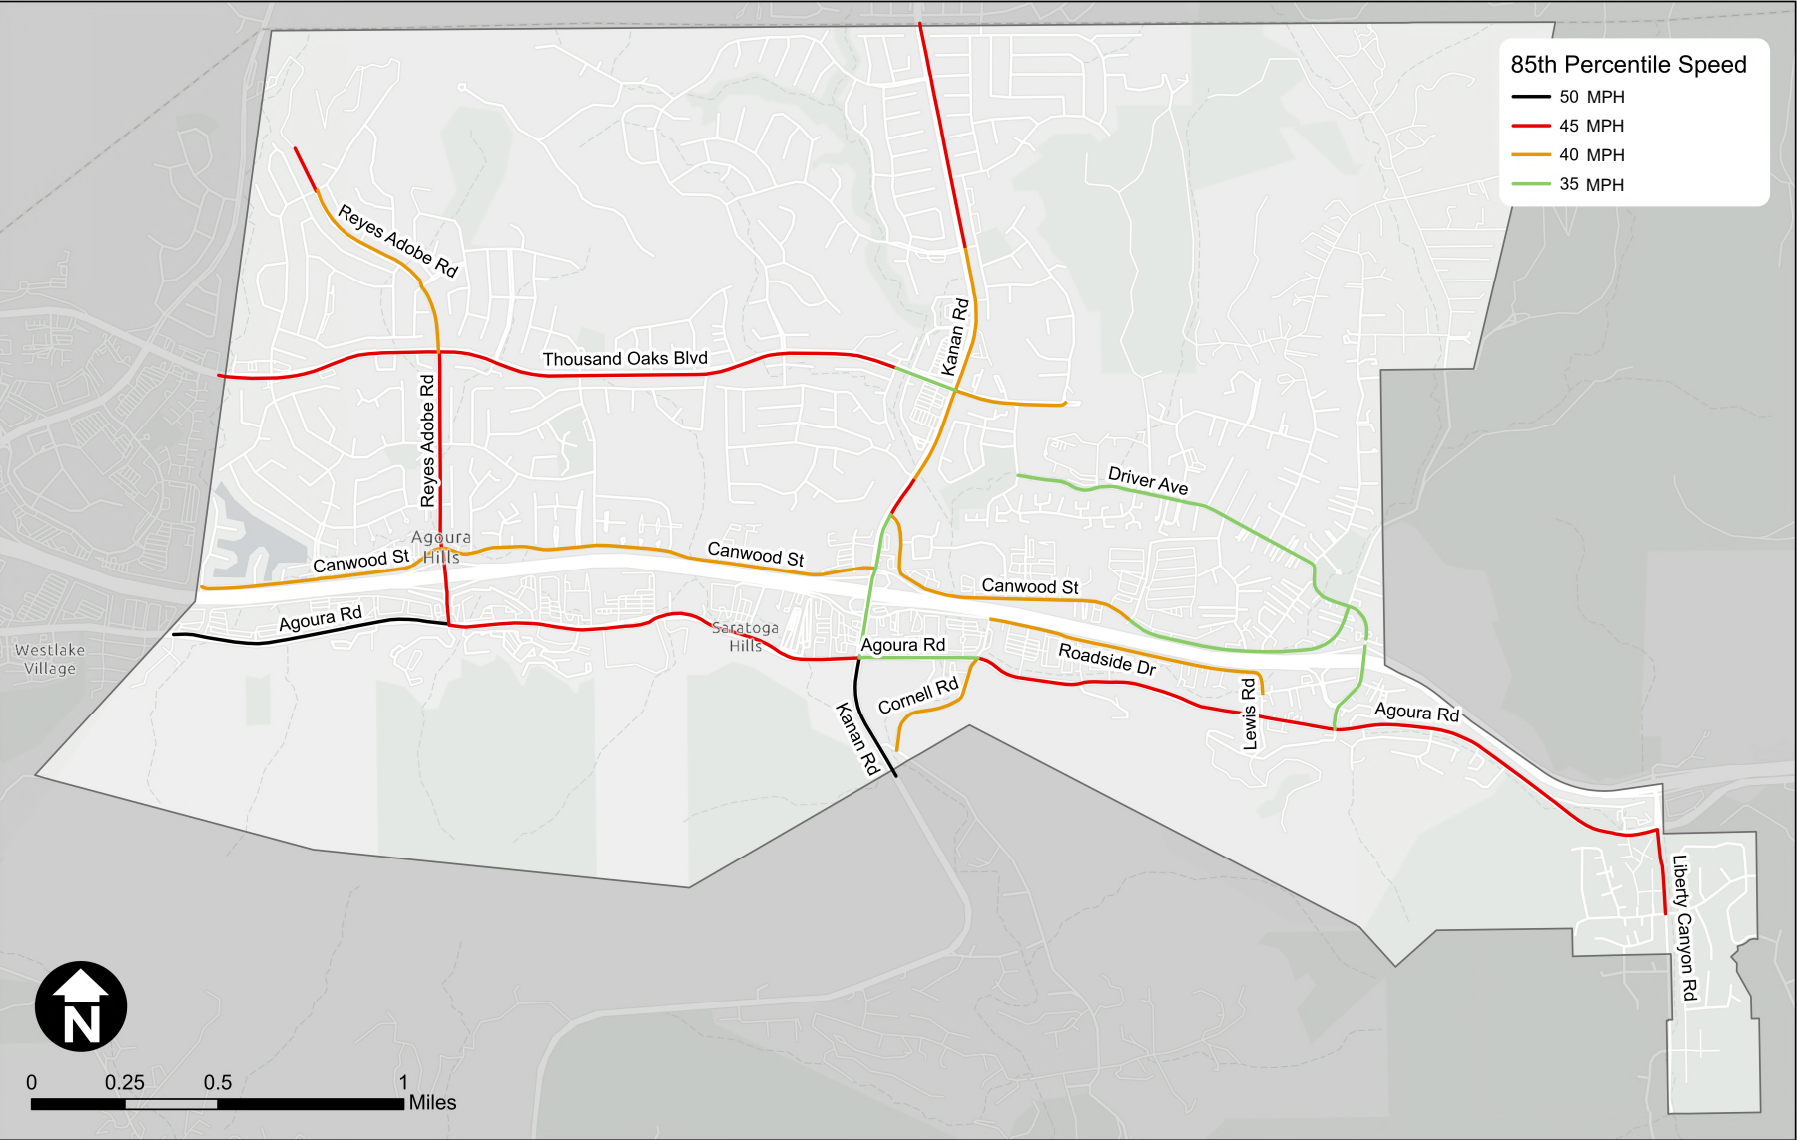 85th Percentile Speed
50 MPH
45 MPH
40 MPH
35 MPH
Reyes Adobe Rd
Kanan Rd
Thousand Oaks Blvd
Reyes Adobe Rd
Driver Ave
Agoura
Hills
Canwood St
Canwood St
Canwood St
Agoura Rd
Saratoga
Hills
Agoura Rd
Roadside Dr
Westlake
Village
Cornell Rd
Lewis Rd
Agoura Rd
Kanan Rd
Liberty Canyon Rd
N
0 0.25 0.5 1
Miles